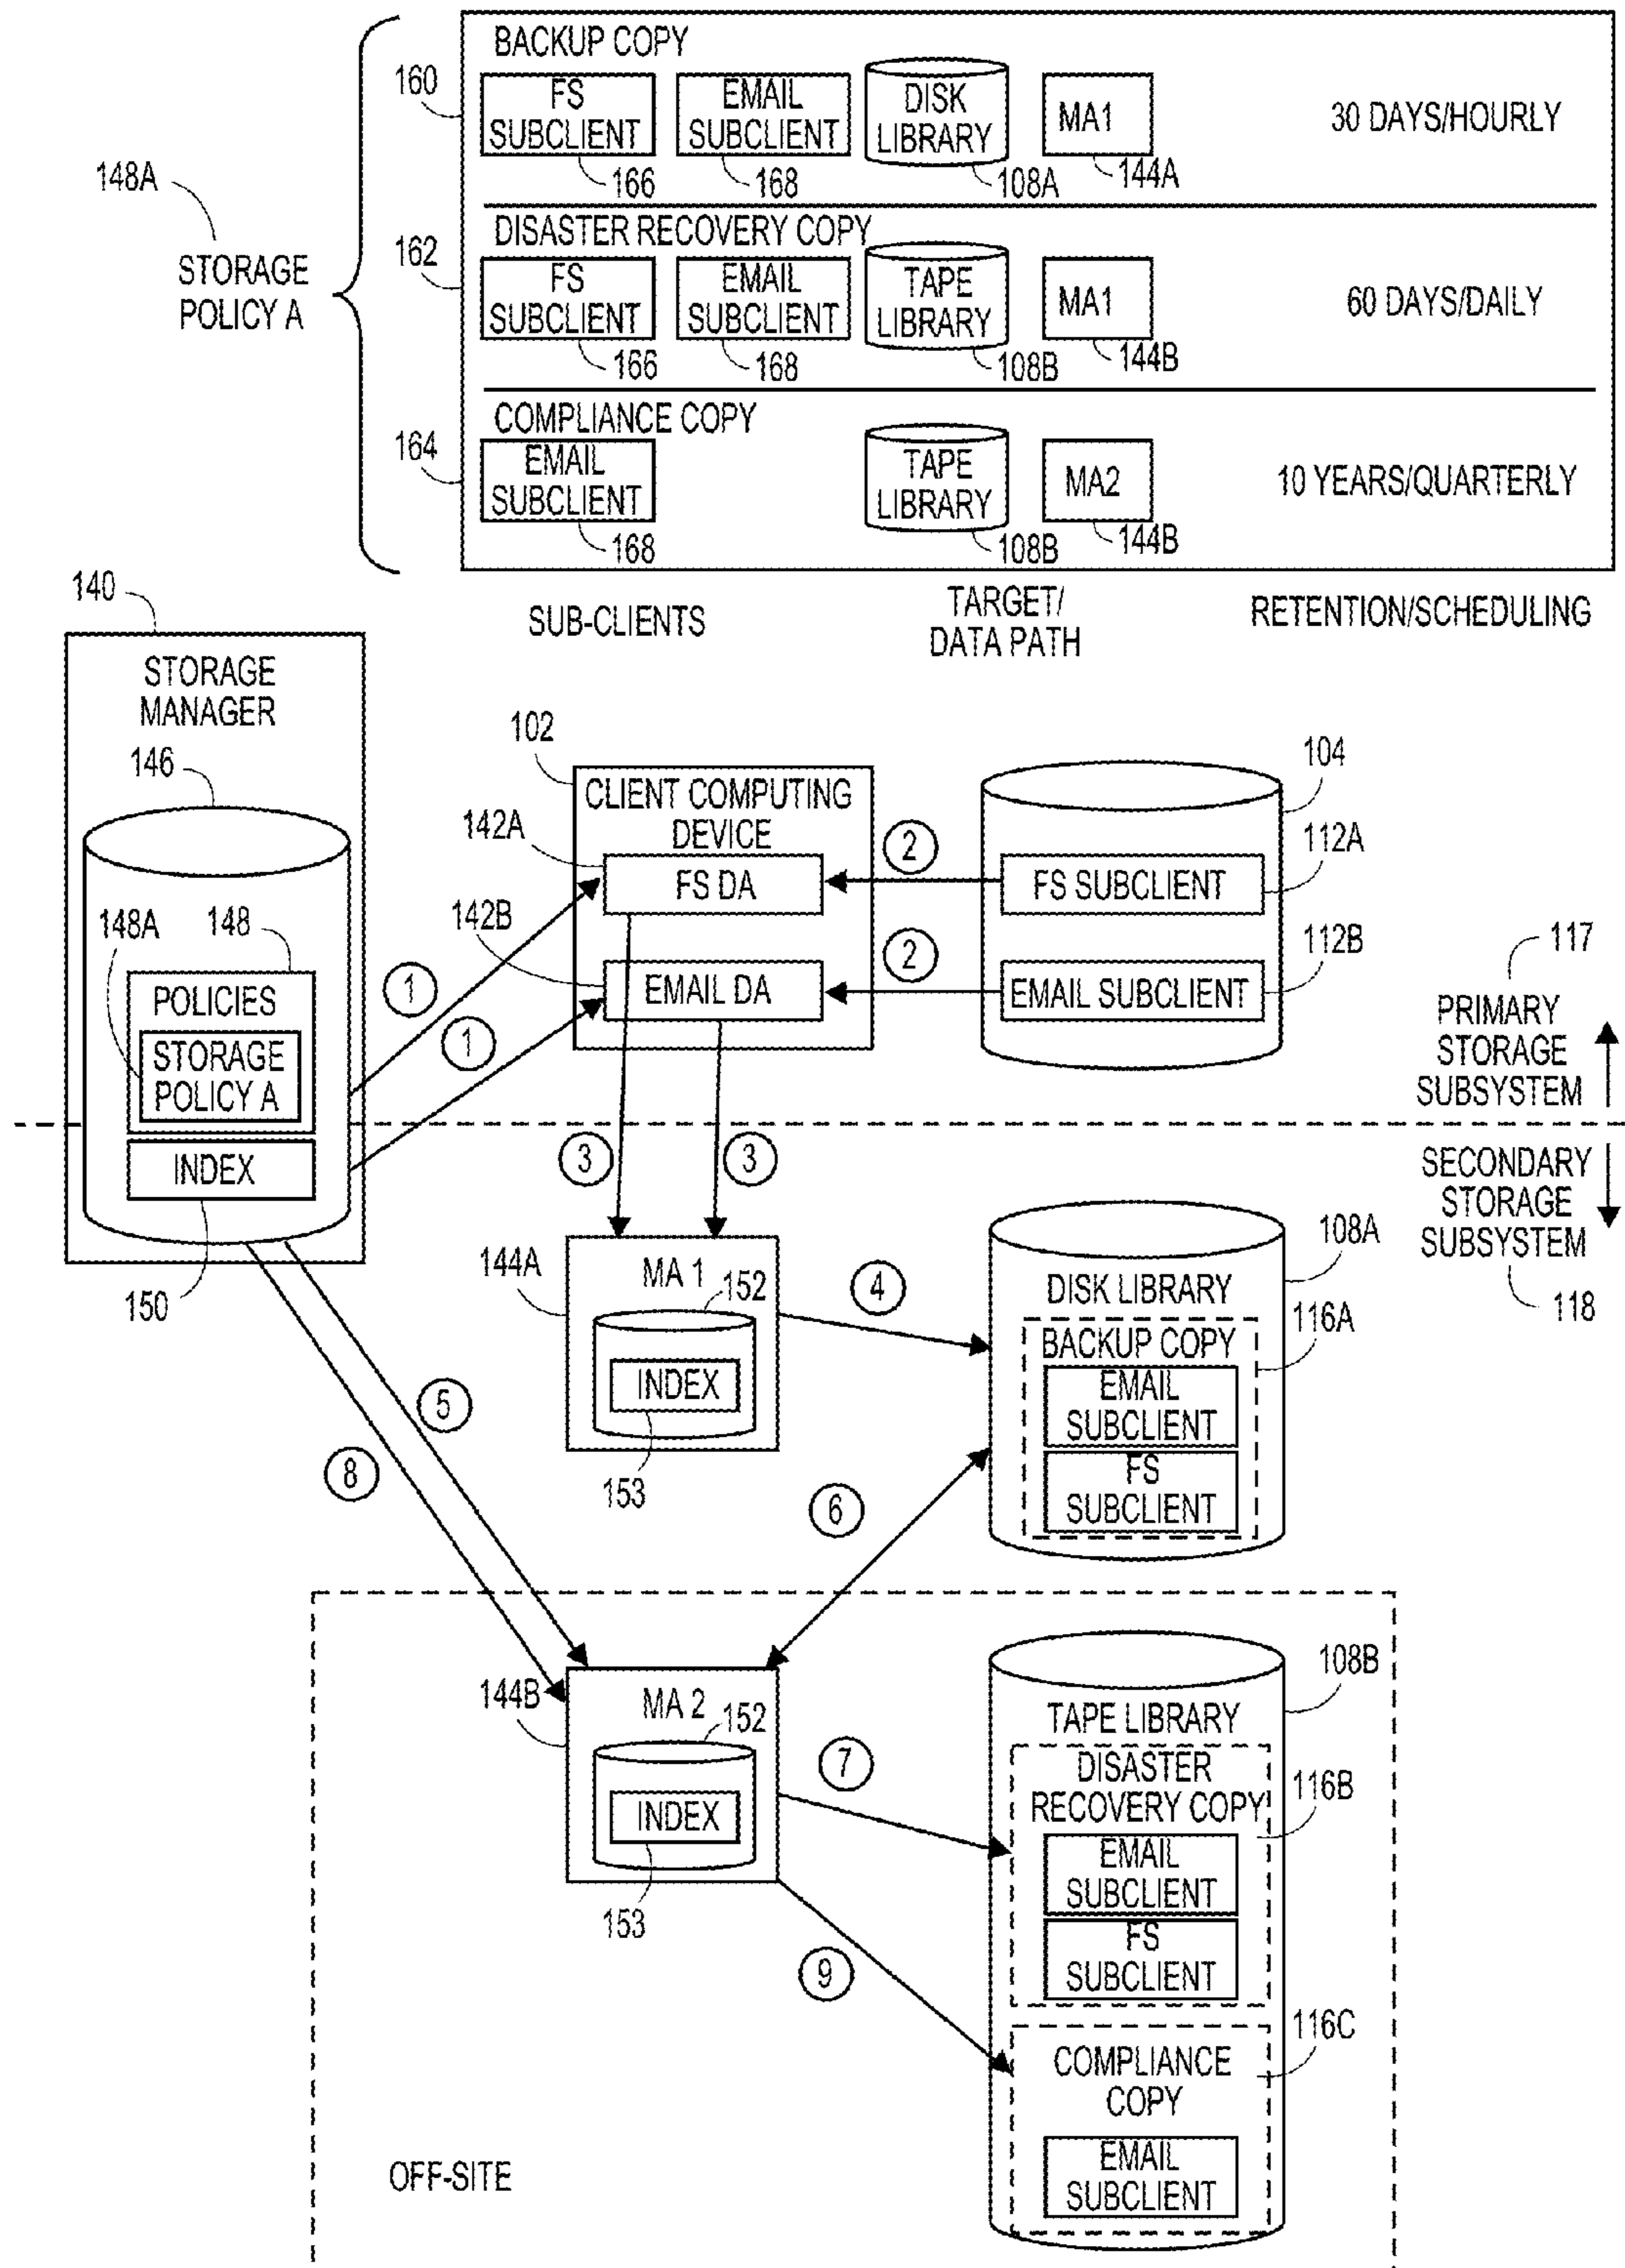 BACKUP COPY
160
FS
SUBCLIENT
166
EMAIL
SUBCLIENT
168
DISK
LIBRARY
108A
MA1
144A
30 DAYS/HOURLY
148A
STORAGE
POLICY A
DISASTER RECOVERY COPY
162
FS
SUBCLIENT
166
EMAIL
SUBCLIENT
168
TAPE
LIBRARY
108B
MA1
144B
60 DAYS/DAILY
COMPLIANCE COPY
164
EMAIL
SUBCLIENT
168
TAPE
LIBRARY
108B
MA2
144B
10 YEARS/QUARTERLY
SUB-CLIENTS
TARGET/
DATA PATH
RETENTION/SCHEDULING
140
STORAGE
MANAGER
146
148A
148
POLICIES
STORAGE
POLICY A
INDEX
150
1
1
102
CLIENT COMPUTING
DEVICE
142A
FS DA
142B
EMAIL DA
2
2
104
FS SUBCLIENT
112A
EMAIL SUBCLIENT
112B
117
PRIMARY
STORAGE
SUBSYSTEM
SECONDARY
STORAGE
SUBSYSTEM
118
3
3
144A
MA 1
152
INDEX
153
4
108A
DISK LIBRARY
116A
BACKUP COPY
EMAIL
SUBCLIENT
FS
SUBCLIENT
5
8
6
144B
MA 2
152
INDEX
153
7
9
108B
TAPE LIBRARY
DISASTER
RECOVERY COPY
116B
EMAIL
SUBCLIENT
FS
SUBCLIENT
116C
COMPLIANCE
COPY
EMAIL
SUBCLIENT
OFF-SITE